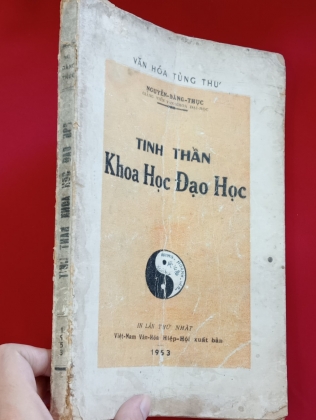 VĂN HÓA TÙNG THƯ
NGUYỄN-ĐĂNG-THỤC
TINH THẦN
Khoa Học Đạo Học
IN LẦN THỨ NHẤT
Việt-Nam Văn-Hóa Hiệp-Hội xuất bản
1953
TINH THẦN KHOA HỌC ĐẠO HỌC
1953